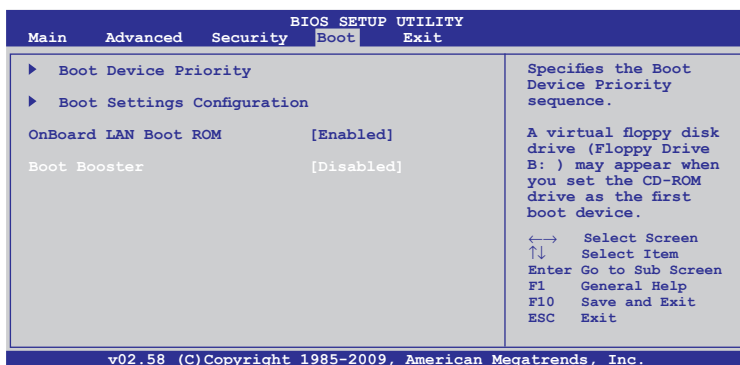 BIOS SETUP UTILITY
Main Advanced Security Boot Exit
Boot Device Priority
Boot Settings Configuration
OnBoard LAN Boot ROM [Enabled]
Boot Booster [Disabled]
Specifies the Boot
Device Priority
sequence.
A virtual floppy disk
drive (Floppy Drive
B: ) may appear when
you set the CD-ROM
drive as the first
boot device.
←→ Select Screen
↑↓ Select Item
Enter Go to Sub Screen
F1 General Help
F10 Save and Exit
ESC Exit
v02.58 (C)Copyright 1985-2009, American Megatrends, Inc.